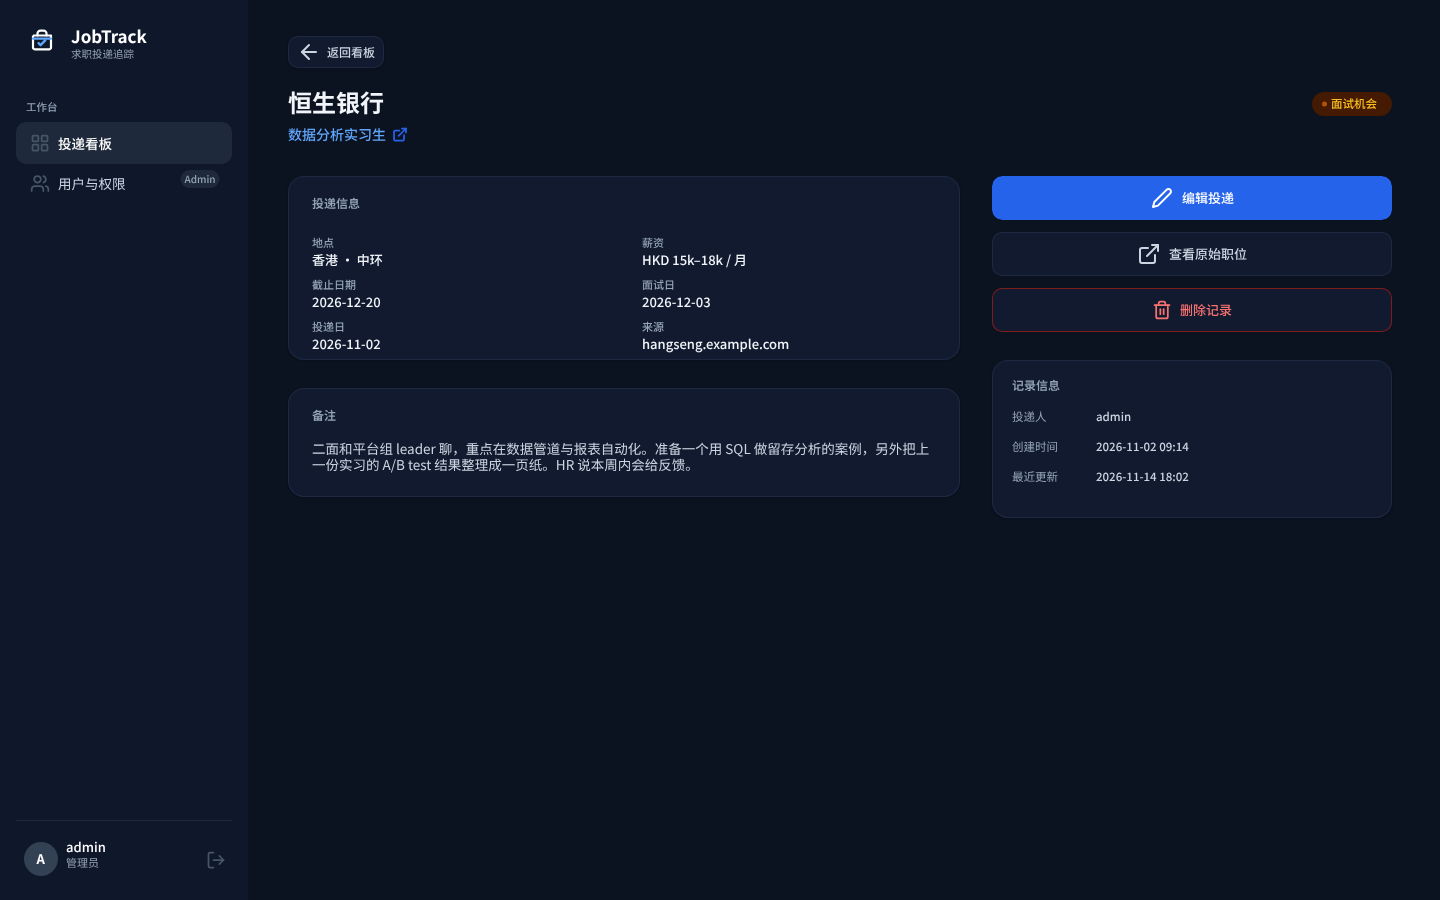 JobTrack
求职投递追踪
工作台
投递看板
用户与权限
Admin
A
admin
管理员
返回看板
恒生银行
面试机会
数据分析实习生
投递信息
地点
香港 · 中环
薪资
HKD 15k–18k / 月
截止日期
2026-12-20
面试日
2026-12-03
投递日
2026-11-02
来源
hangseng.example.com
备注
二面和平台组 leader 聊，重点在数据管道与报表自动化。准备一个用 SQL 做留存分析的案例，另外把上
一份实习的 A/B test 结果整理成一页纸。HR 说本周内会给反馈。
编辑投递
查看原始职位
删除记录
记录信息
投递人
admin
创建时间
2026-11-02 09:14
最近更新
2026-11-14 18:02